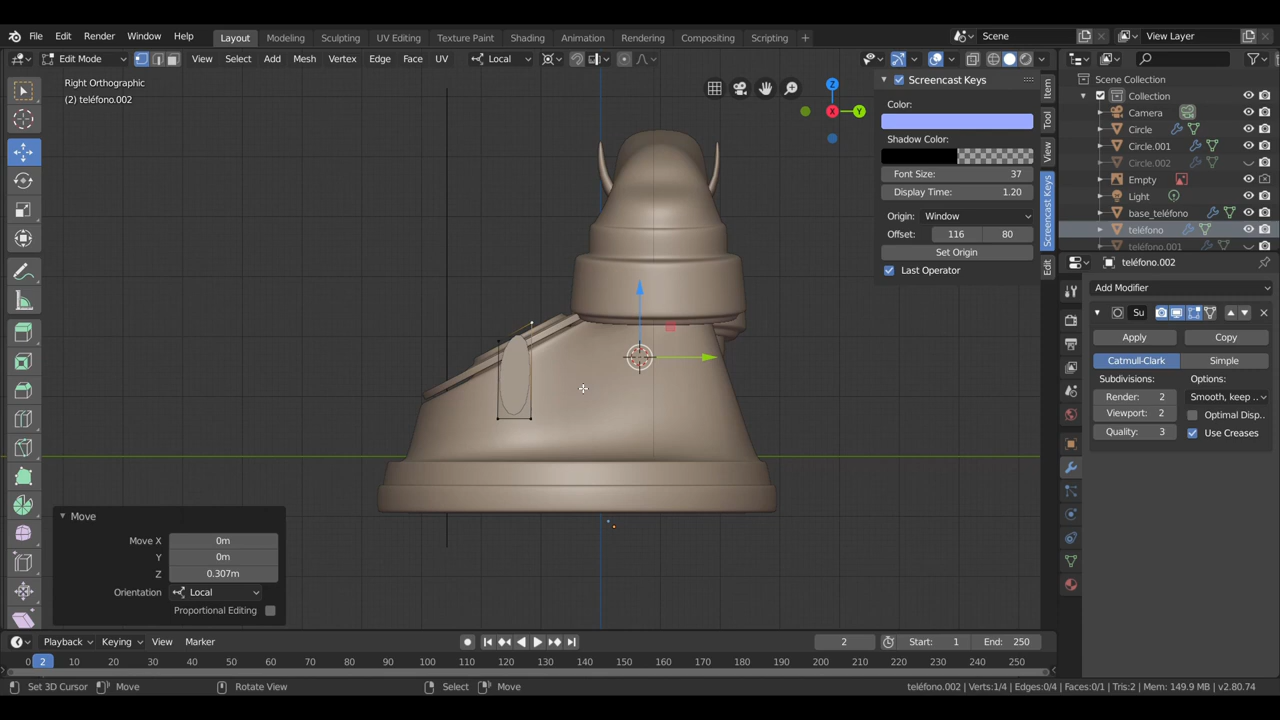 File Edit Render Window Help
Layout Modeling Sculpting UV Editing Texture Paint Shading Animation Rendering Compositing Scripting +
Scene View Layer
Edit Mode View Select Add Mesh Vertex Edge Face UV Local
Right Orthographic
(2) teléfono.002
Z
X
Y
Screencast Keys
Color:
Shadow Color:
Font Size: 37
Display Time: 1.20
Origin: Window
Offset: 116 80
Set Origin
Last Operator
Item
Tool
View
Screencast Keys
Edit
Scene Collection
Collection
Camera
Circle
Circle.001
Circle.002
Empty
Light
base_teléfono
teléfono
teléfono.001
teléfono.002
Add Modifier
Su
Apply Copy
Catmull-Clark Simple
Subdivisions: Options:
Render: 2 Smooth, keep ..
Viewport: 2 Optimal Disp..
Quality: 3 Use Creases
Move
Move X 0m
Y 0m
Z 0.307m
Orientation Local
Proportional Editing
Playback Keying View Marker 2 Start: 1 End: 250
0 2 10 20 30 40 50 60 70 80 90 100 110 120 130 140 150 160 170 180 190 200 210 220 230 240 250
Set 3D Cursor Move Rotate View Select Move teléfono.002 | Verts:1/4 | Edges:0/4 | Faces:0/1 | Tris:2 | Mem: 149.9 MB | v2.80.74